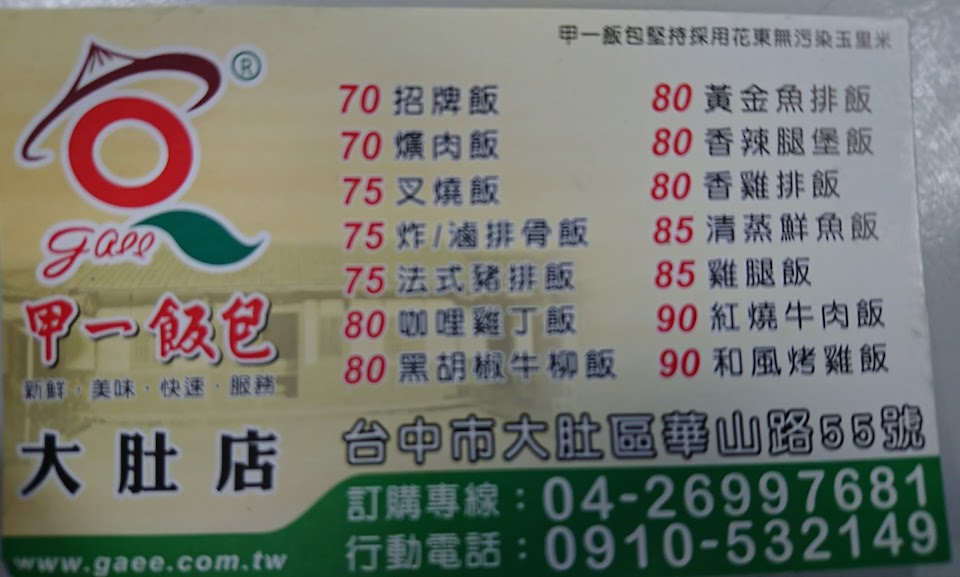 甲一飯包堅持採用花東無污染玉里米
®
gaee
甲一飯包
新鮮．美味．快速．服務
大肚店
www.gaee.com.tw
70 招牌飯
70 爌肉飯
75 叉燒飯
75 炸/滷排骨飯
75 法式豬排飯
80 咖哩雞丁飯
80 黑胡椒牛柳飯
80 黃金魚排飯
80 香辣腿堡飯
80 香雞排飯
85 清蒸鮮魚飯
85 雞腿飯
90 紅燒牛肉飯
90 和風烤雞飯
台中市大肚區華山路55號
訂購專線：04-26997681
行動電話：0910-532149